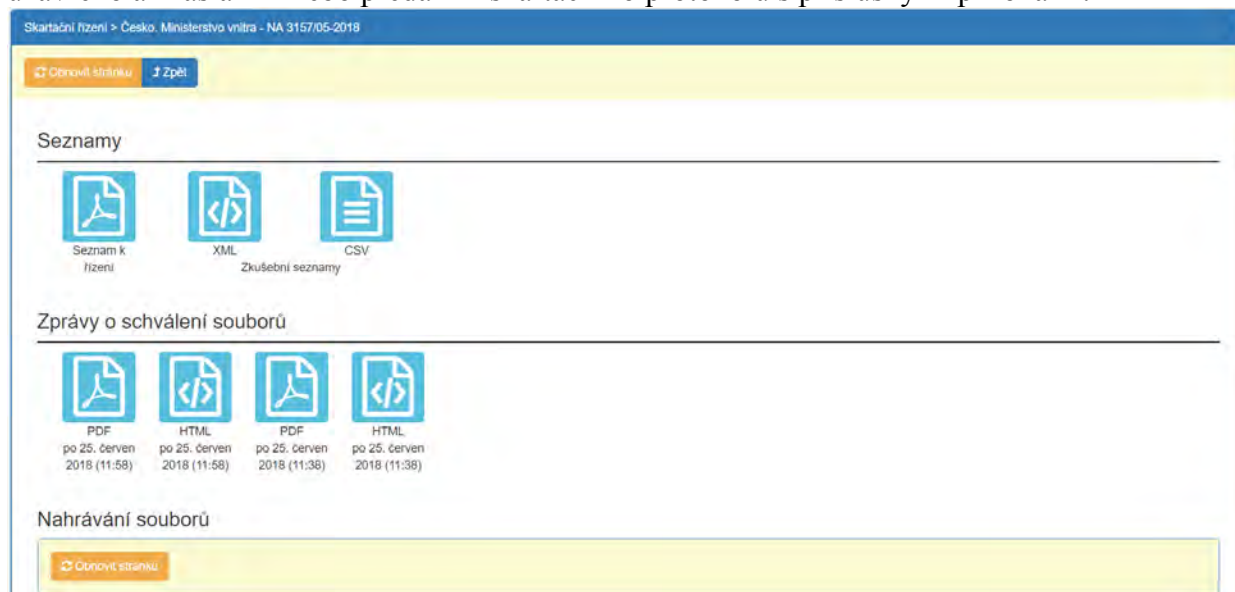 Skartační řízení > Česko. Ministerstvo vnitra - NA 3157/05-2018
Obnovit stránku Zpět
Seznamy
Seznam k řízení
XML
CSV
Zkušební seznamy
Zprávy o schválení souborů
PDF HTML PDF HTML
po 25. červen po 25. červen po 25. červen po 25. červen
2018 (11:58) 2018 (11:58) 2018 (11:38) 2018 (11:38)
Nahrávání souborů
Obnovit stránku